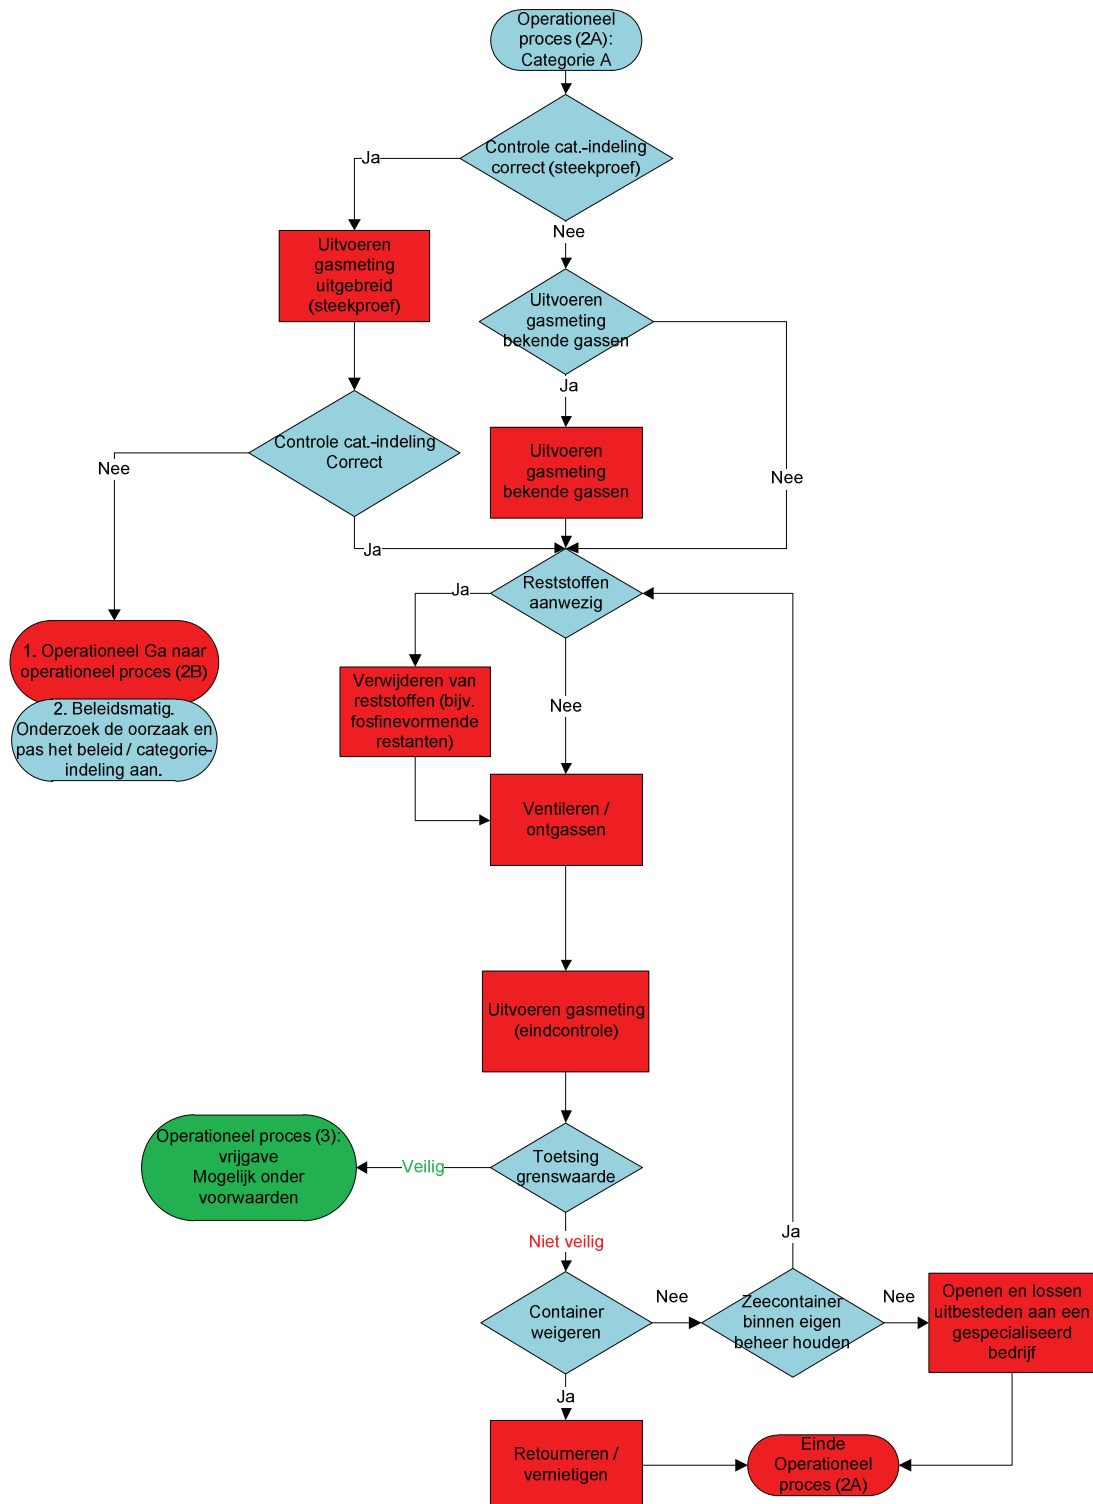 Operationeel
proces (2A):
Categorie A
Controle cat.-indeling
correct (steekproef)
Ja
Nee
Uitvoeren
gasmeting
uitgebreid
(steekproef)
Uitvoeren
gasmeting
bekende gassen
Ja
Nee
Controle cat.-indeling
Correct
Nee
Ja
Uitvoeren
gasmeting
bekende gassen
Reststoffen
aanwezig
Ja
Nee
1. Operationeel Ga naar
operationeel proces (2B)
2. Beleidsmatig.
Onderzoek de oorzaak en
pas het beleid / categorie-
indeling aan.
Verwijderen van
reststoffen (bijv.
fosfinevormende
restanten)
Ventileren /
ontgassen
Uitvoeren gasmeting
(eindcontrole)
Operationeel proces (3):
vrijgave
Mogelijk onder
voorwaarden
Veilig
Toetsing
grenswaarde
Niet veilig
Ja
Container
weigeren
Nee
Zeecontainer
binnen eigen
beheer houden
Nee
Openen en lossen
uitbesteden aan een
gespecialiseerd
bedrijf
Ja
Retourneren /
vernietigen
Einde
Operationeel
proces (2A)